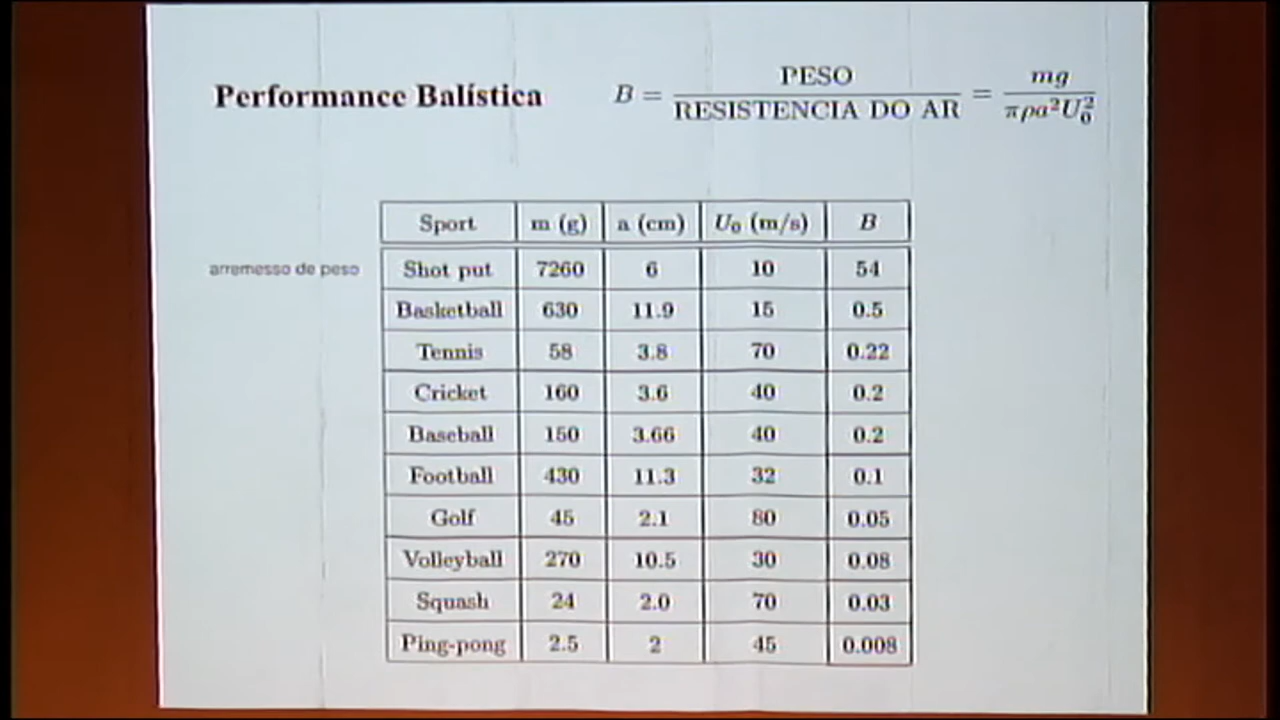 Performance Balística B = PESO / RESISTENCIA DO AR = mg / πρa²U₀²
Sport m (g) a (cm) U₀ (m/s) B
arremesso de peso Shot put 7260 6 10 54
Basketball 630 11.9 15 0.5
Tennis 58 3.8 70 0.22
Cricket 160 3.6 40 0.2
Baseball 150 3.66 40 0.2
Football 430 11.3 32 0.1
Golf 45 2.1 80 0.05
Volleyball 270 10.5 30 0.08
Squash 24 2.0 70 0.03
Ping-pong 2.5 2 45 0.008